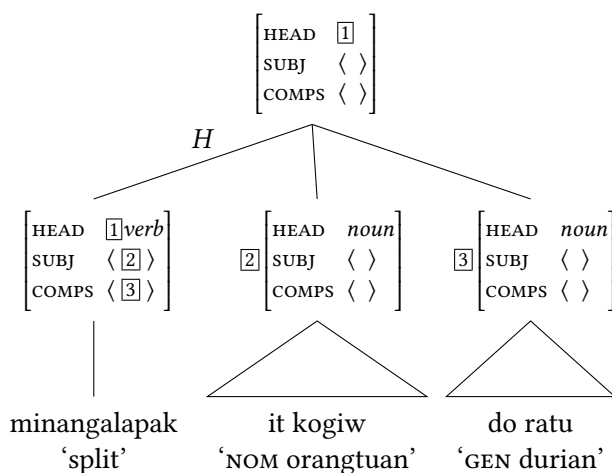 HEAD 1
SUBJ ⟨ ⟩
COMPS ⟨ ⟩
H
HEAD 1 verb
SUBJ ⟨ 2 ⟩
COMPS ⟨ 3 ⟩
2
HEAD noun
SUBJ ⟨ ⟩
COMPS ⟨ ⟩
3
HEAD noun
SUBJ ⟨ ⟩
COMPS ⟨ ⟩
minangalapak
‘split’
it kogiw
‘NOM orangtuan’
do ratu
‘GEN durian’